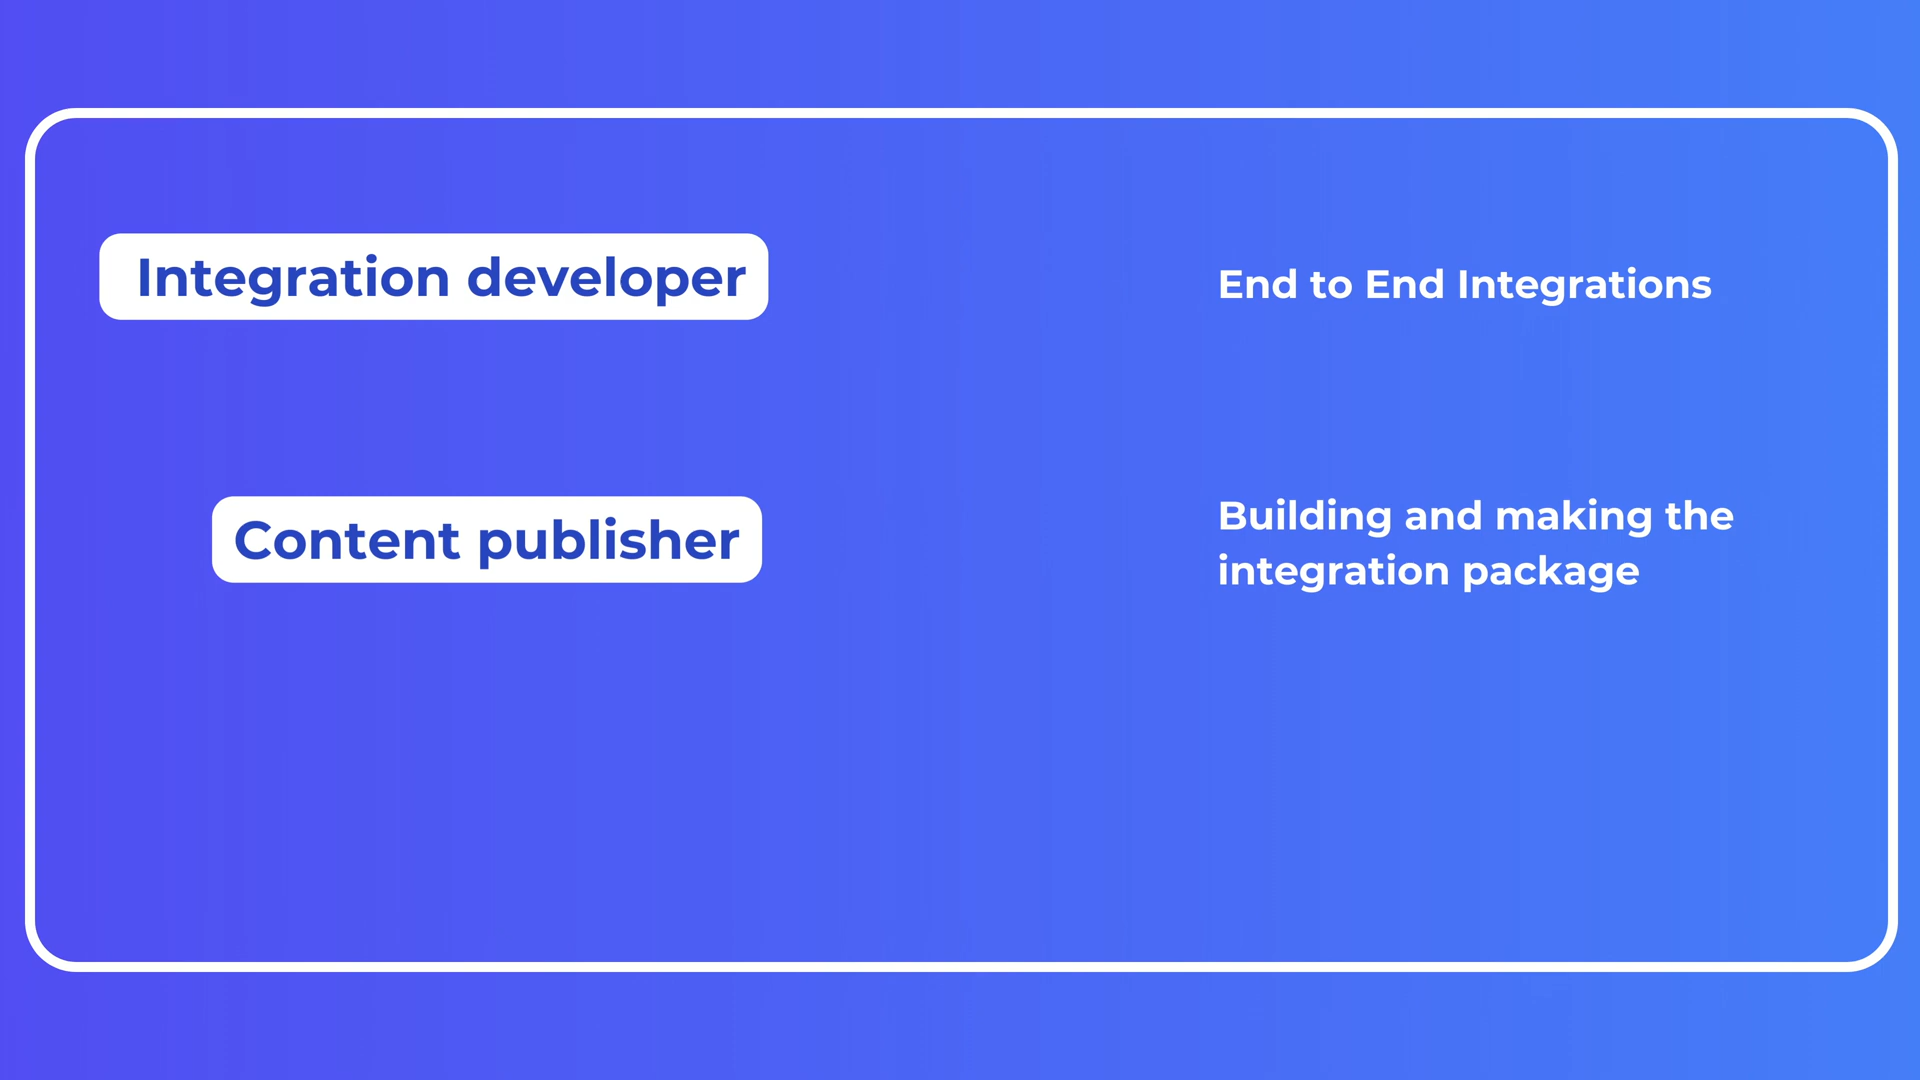 Integration developer
End to End Integrations
Content publisher
Building and making the
integration package